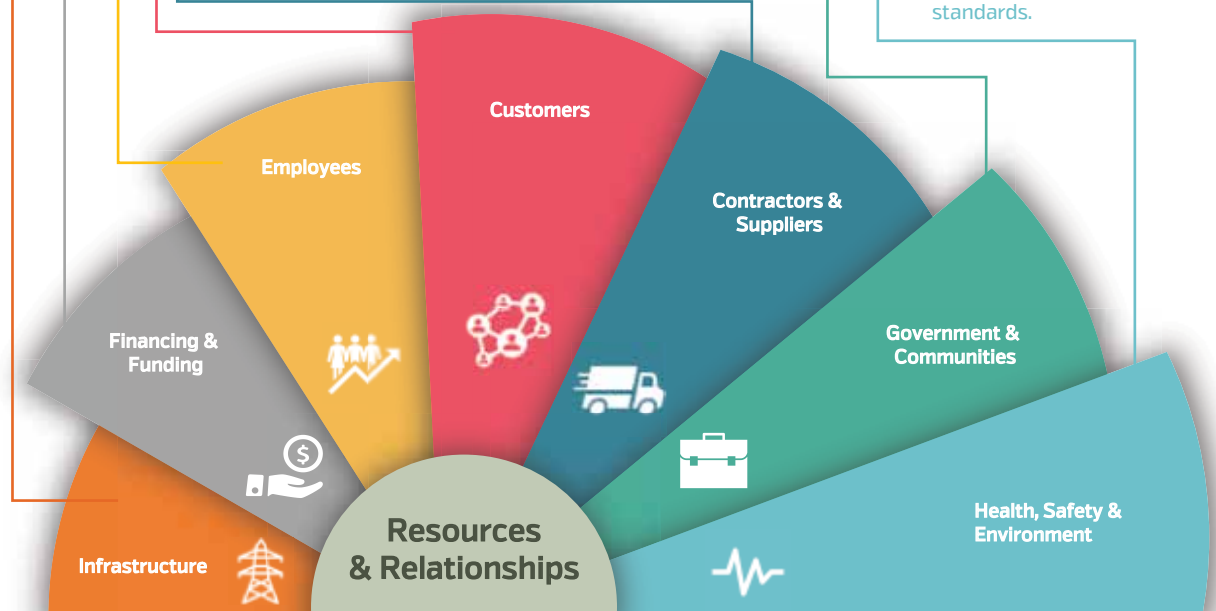 standards.
Customers
Employees
Contractors &
Suppliers
Government &
Communities
Financing &
Funding
$
Health, Safety &
Environment
Resources
& Relationships
Infrastructure